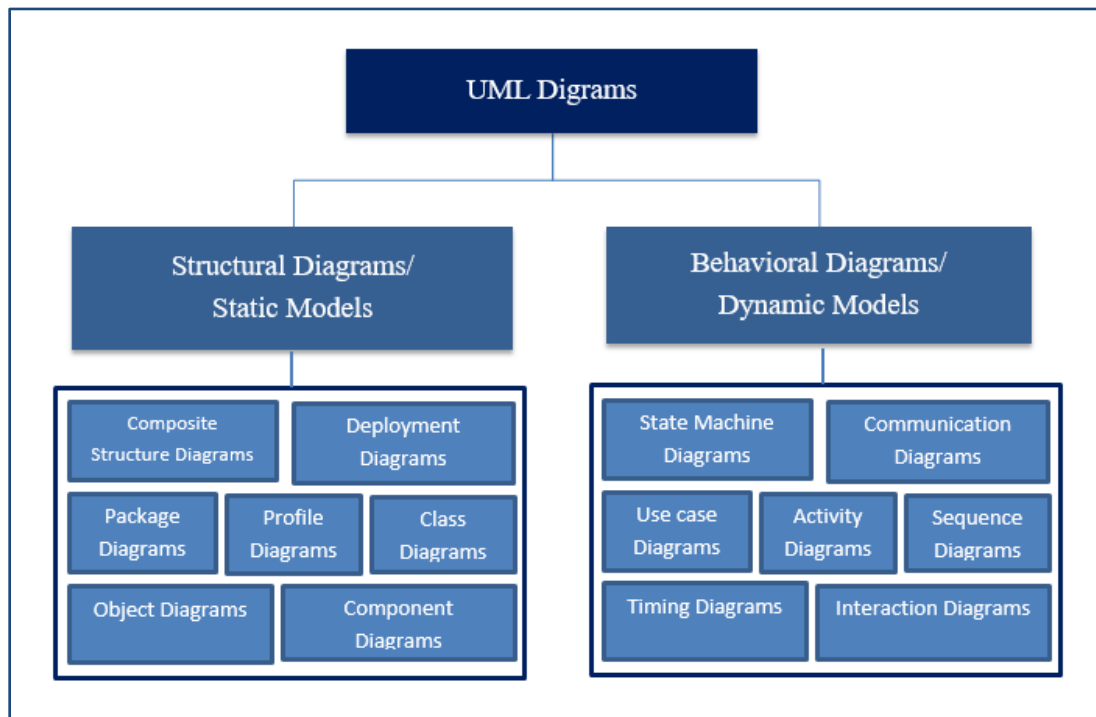 UML Digrams
Structural Diagrams/
Static Models
Behavioral Diagrams/
Dynamic Models
Composite
Structure Diagrams
Deployment
Diagrams
Package
Diagrams
Profile
Diagrams
Class
Diagrams
Object Diagrams
Component
Diagrams
State Machine
Diagrams
Communication
Diagrams
Use case
Diagrams
Activity
Diagrams
Sequence
Diagrams
Timing Diagrams
Interaction Diagrams